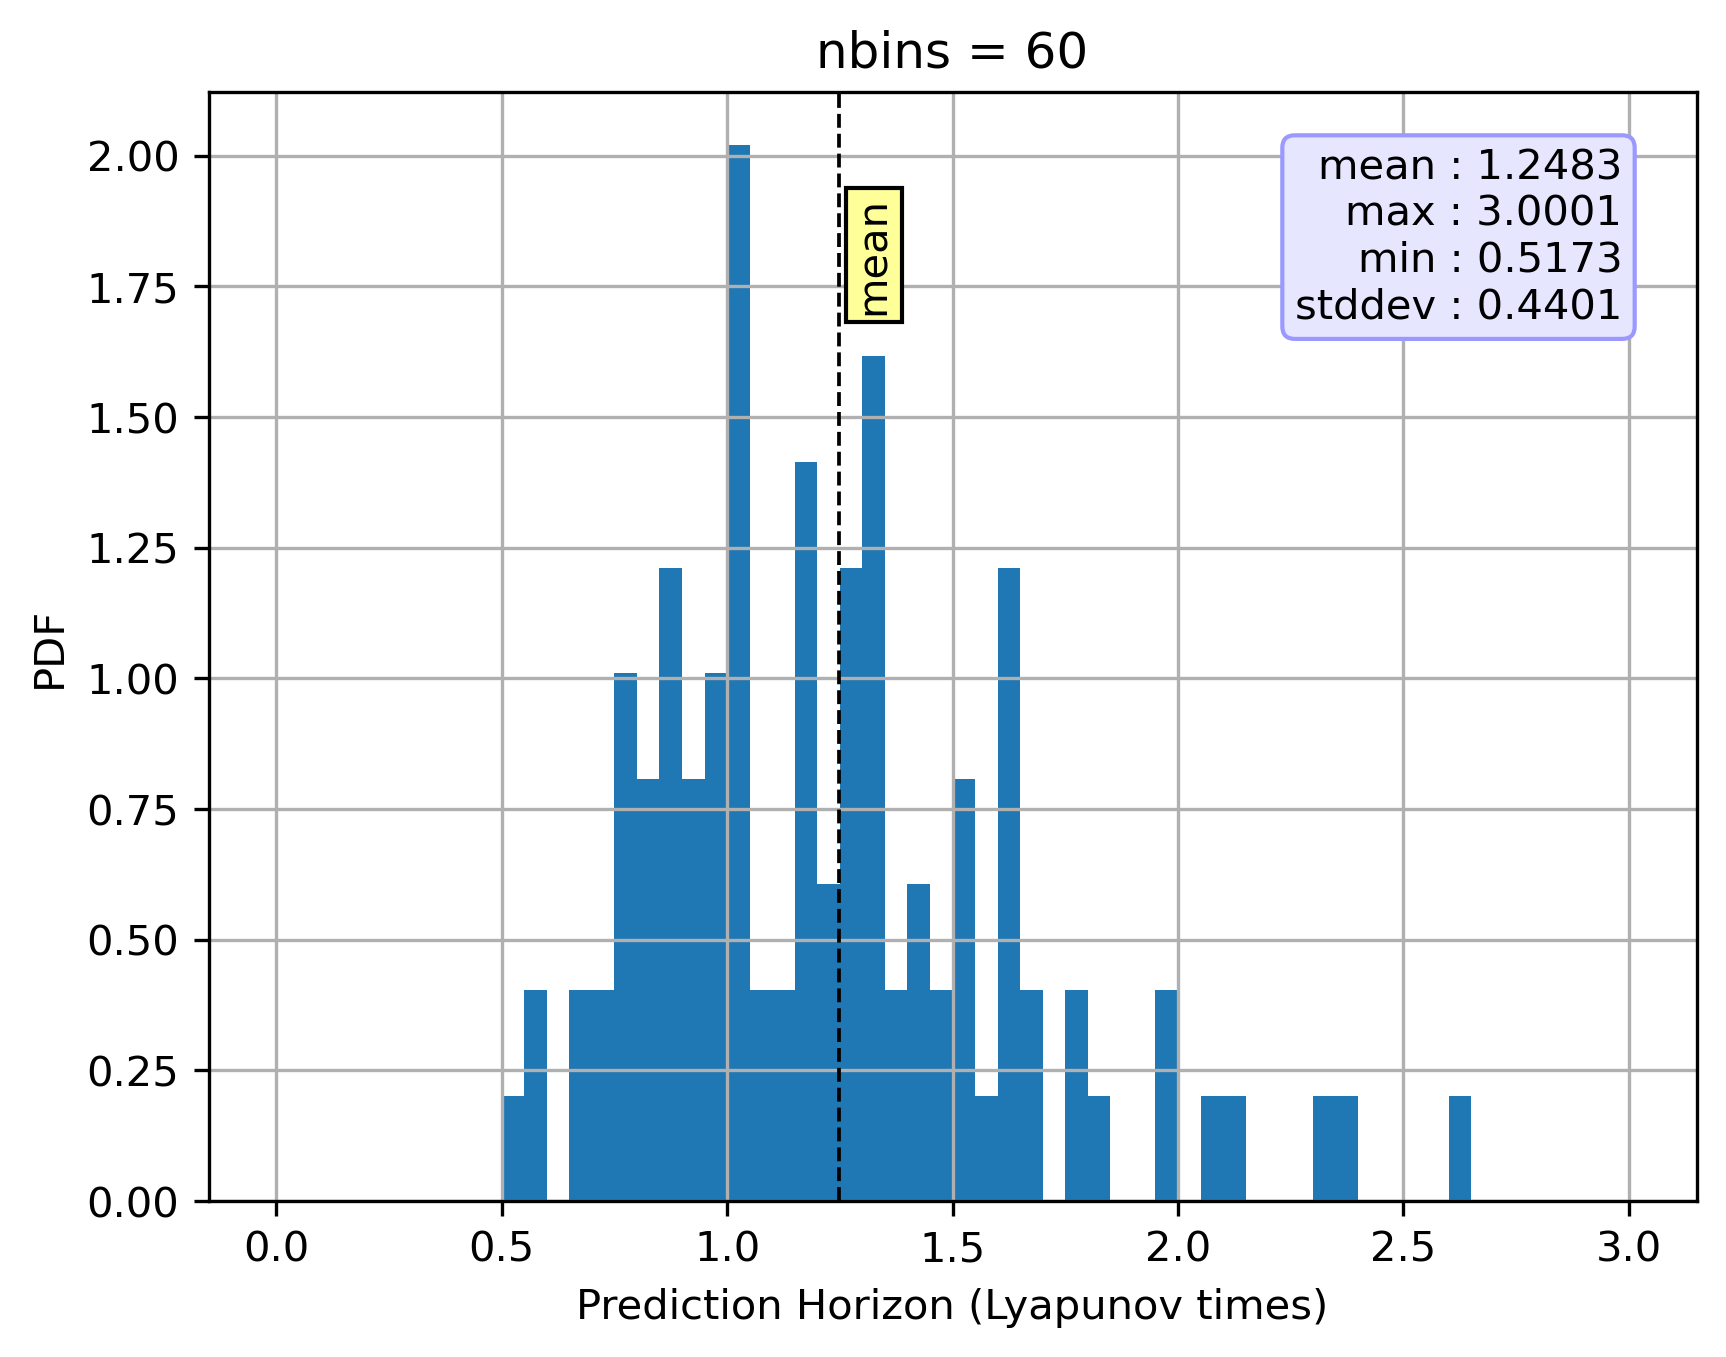 nbins = 60
2.00
1.75
1.50
1.25
1.00
0.75
0.50
0.25
0.00
PDF
mean
mean : 1.2483
max : 3.0001
min : 0.5173
stddev : 0.4401
0.0 0.5 1.0 1.5 2.0 2.5 3.0
Prediction Horizon (Lyapunov times)